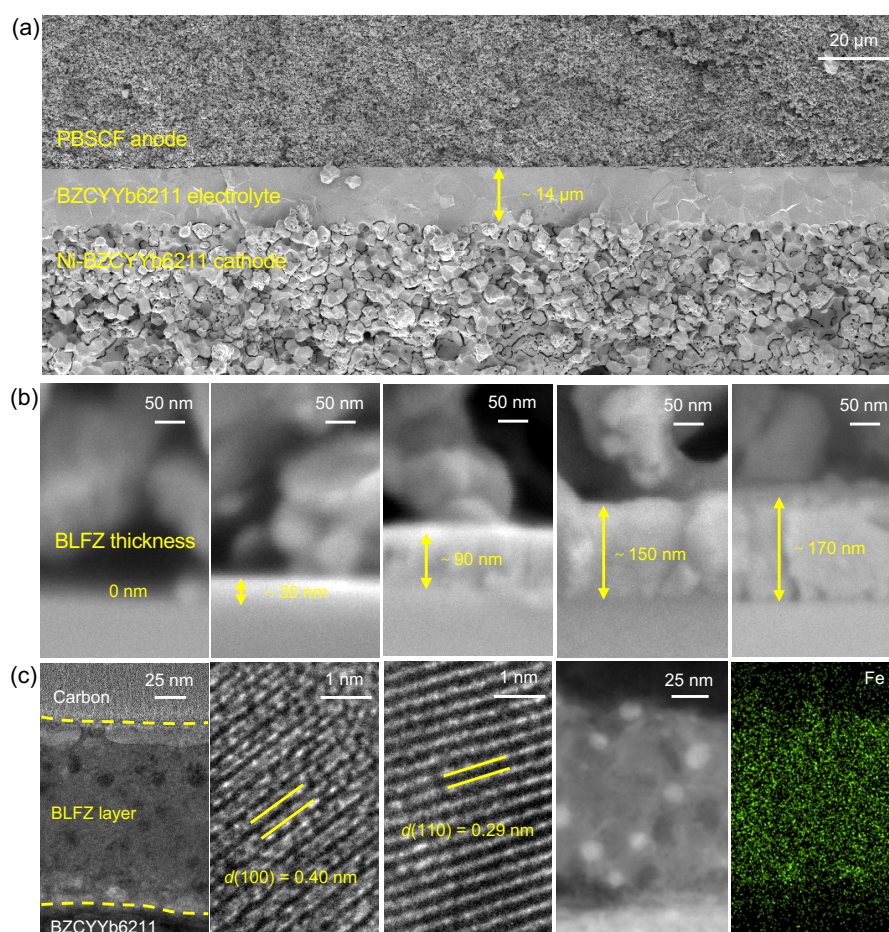 (a)
20 µm
PBSCF anode
BZCYYb6211 electrolyte
~ 14 µm
Ni-BZCYYb6211 cathode
(b)
50 nm
50 nm
50 nm
50 nm
50 nm
BLFZ thickness
0 nm
~ 30 nm
~ 90 nm
~ 150 nm
~ 170 nm
(c)
25 nm
1 nm
1 nm
25 nm
Fe
Carbon
BLFZ layer
d(100) = 0.40 nm
d(110) = 0.29 nm
BZCYYb6211